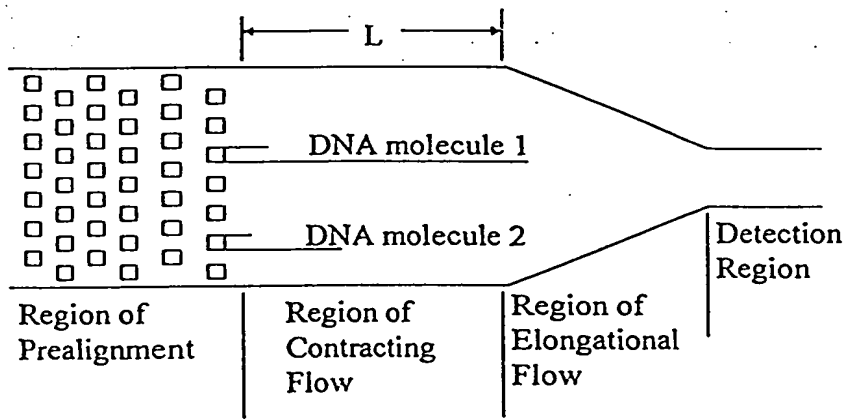 L
DNA molecule 1
DNA molecule 2
Detection
Region
Region of
Prealignment
Region of
Contracting
Flow
Region of
Elongational
Flow